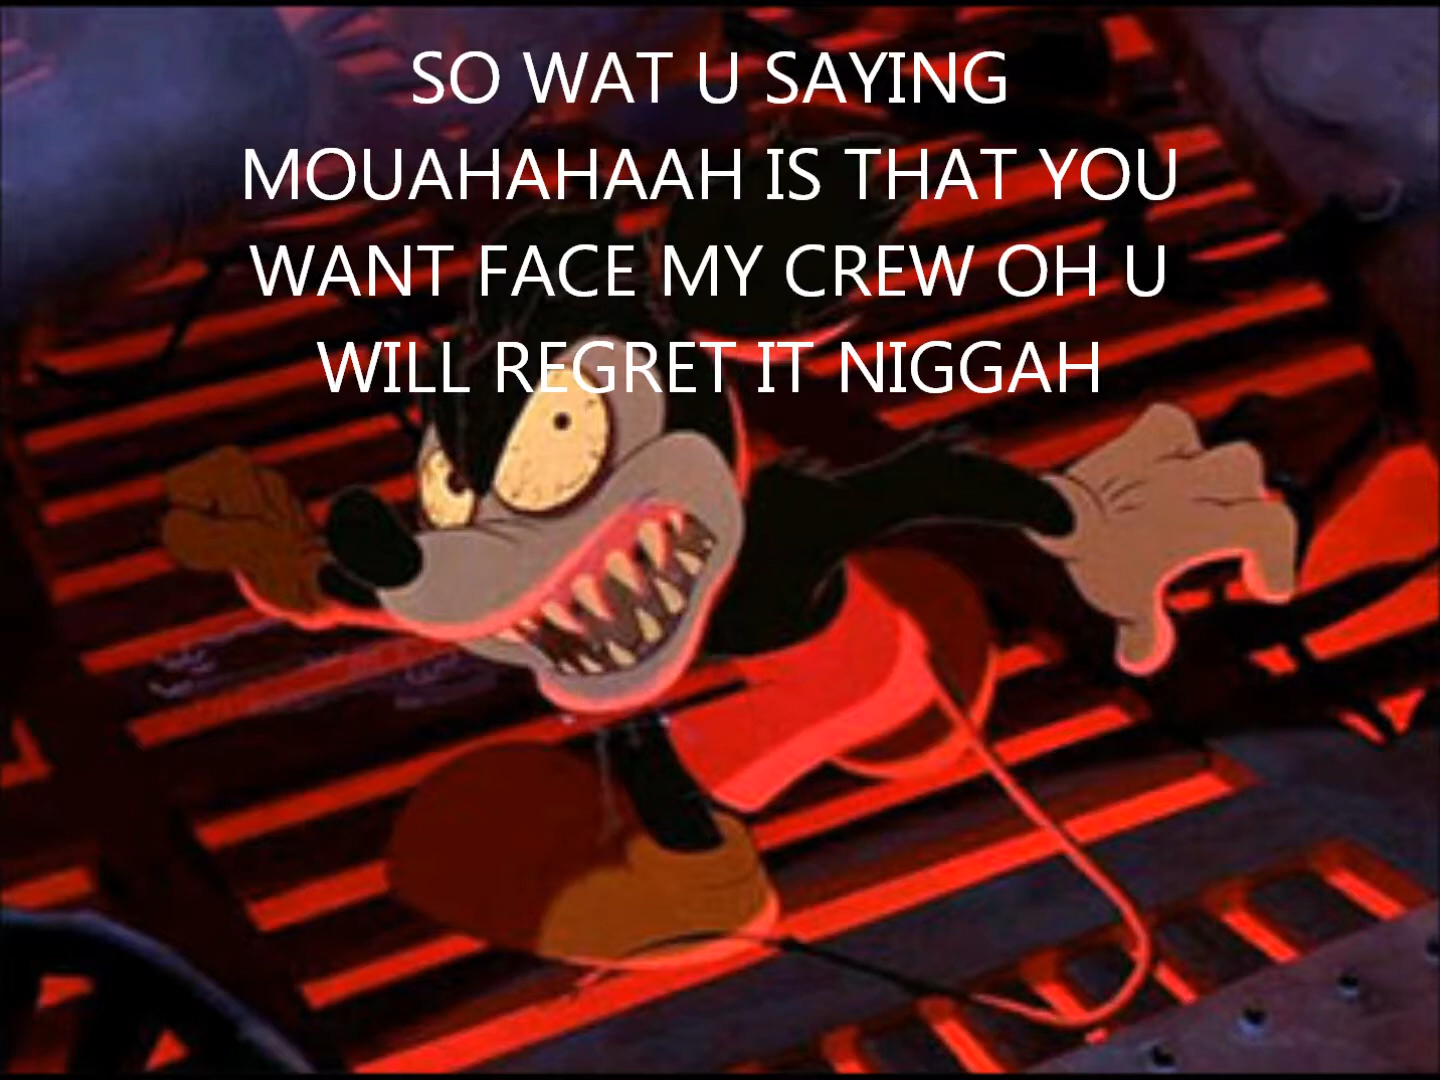 SO WAT U SAYING
MOUAHAHAAH IS THAT YOU
WANT FACE MY CREW OH U
WILL REGRET IT NIGGAH